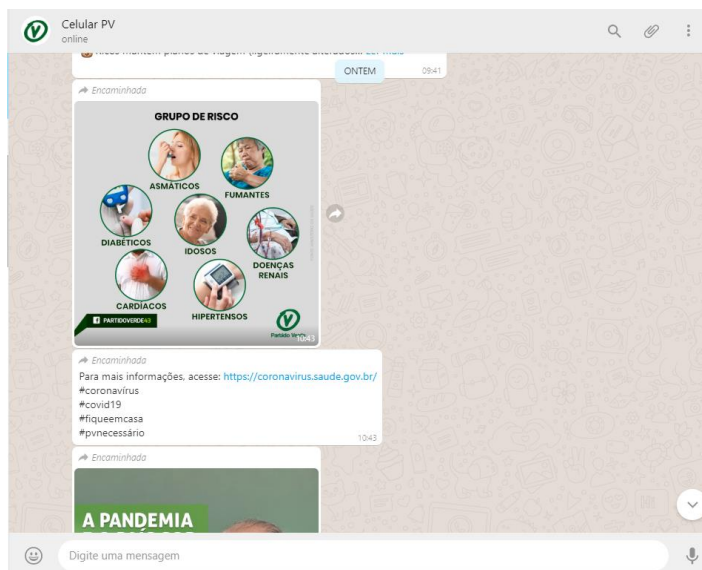 Celular PV
online
ONTEM
09:41
Encaminhada
GRUPO DE RISCO
ASMÁTICOS
FUMANTES
DIABÉTICOS
IDOSOS
DOENÇAS
RENAIS
CARDÍACOS
HIPERTENSOS
PARTIDOVERDE43
Partido Verde
10:43
Encaminhada
Para mais informações, acesse: https://coronavirus.saude.gov.br/
#coronavírus
#covid19
#fiqueemcasa
#pvnecessário
10:43
Encaminhada
A PANDEMIA
Digite uma mensagem